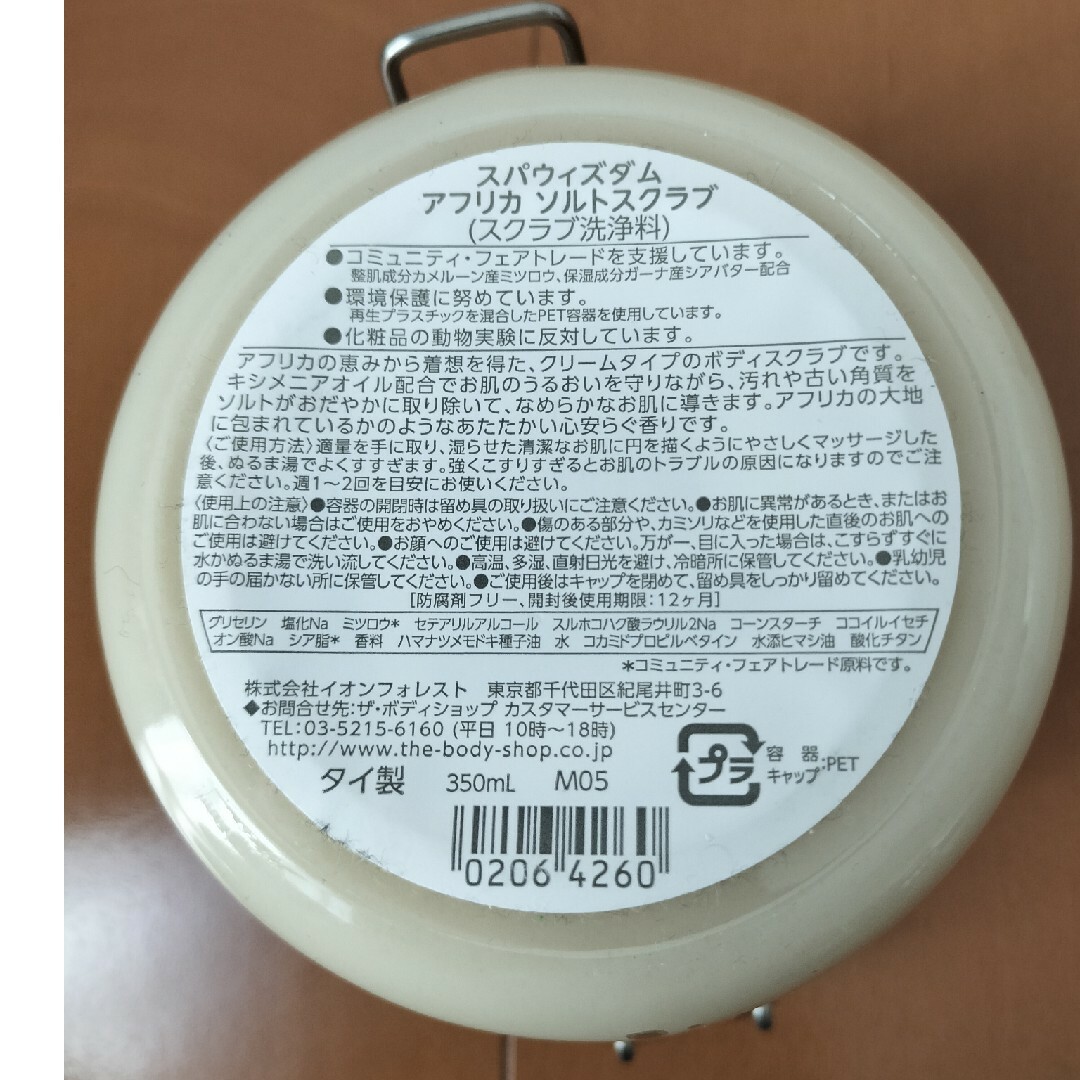 スパウィズダム
アフリカ ソルトスクラブ
(スクラブ洗浄料)
●コミュニティ・フェアトレードを支援しています。
整肌成分カメルーン産ミツロウ、保湿成分ガーナ産シアバター配合
●環境保護に努めています。
再生プラスチックを混合したPET容器を使用しています。
●化粧品の動物実験に反対しています。
アフリカの恵みから着想を得た、クリームタイプのボディスクラブです。
キシメニアオイル配合でお肌のうるおいを守りながら、汚れや古い角質を
ソルトがおだやかに取り除いて、なめらかなお肌に導きます。アフリカの大地
に包まれているかのようなあたたかい心安らぐ香りです。
〈ご使用方法〉適量を手に取り、湿らせた清潔なお肌に円を描くようにやさしくマッサージした
後、ぬるま湯でよくすすぎます。強くこすりすぎるとお肌のトラブルの原因になりますのでご注
意ください。週1〜2回を目安にお使いください。
〈使用上の注意〉●容器の開閉時は留め具の取り扱いにご注意ください。●お肌に異常があるとき、またはお
肌に合わない場合はご使用をおやめください。●傷のある部分や、カミソリなどを使用した直後のお肌への
ご使用は避けてください。●お顔へのご使用は避けてください。万が一、目に入った場合は、こすらずすぐに
水かぬるま湯で洗い流してください。●高温、多湿、直射日光を避け、冷暗所に保管してください。●乳幼児
の手の届かない所に保管してください。●ご使用後はキャップを閉めて、留め具をしっかり留めてください。
[防腐剤フリー、開封後使用期限:12ヶ月]
グリセリン 塩化Na ミツロウ* セテアリルアルコール スルホコハク酸ラウリル2Na コーンスターチ ココイルイセチ
オン酸Na シア脂* 香料 ハマナツメモドキ種子油 水 コカミドプロピルベタイン 水添ヒマシ油 酸化チタン
*コミュニティ・フェアトレード原料です。
株式会社イオンフォレスト 東京都千代田区紀尾井町3-6
◆お問合せ先:ザ・ボディショップ カスタマーサービスセンター
TEL:03-5215-6160 (平日 10時〜18時)
http://www.the-body-shop.co.jp
プラ 容器 キャップ:PET
タイ製 350mL M05
0206 4260